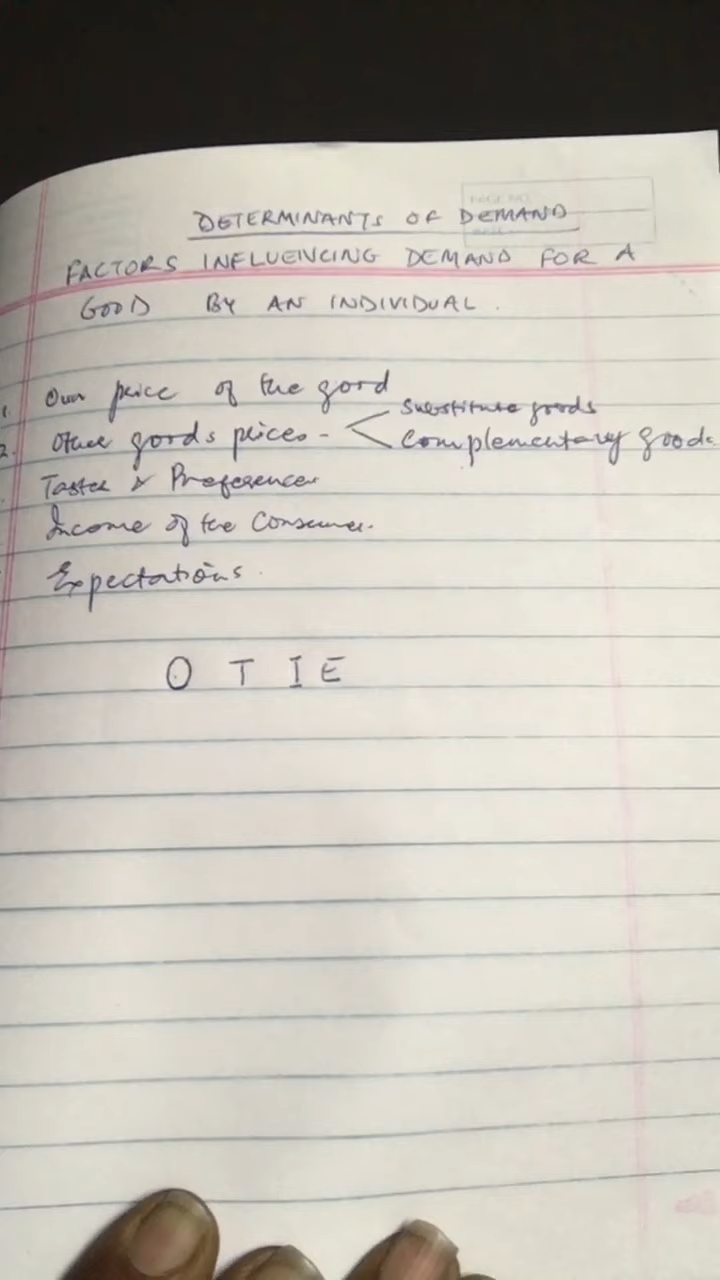 DETERMINANTS OF DEMAND
FACTORS INFLUENCING DEMAND FOR A
GOOD BY AN INDIVIDUAL.
1. Own price of the good
2. Other goods prices - Substitute goods
Complementary goods
Tastes & Preferences
Income of the Consumer.
Expectations.
O T I E